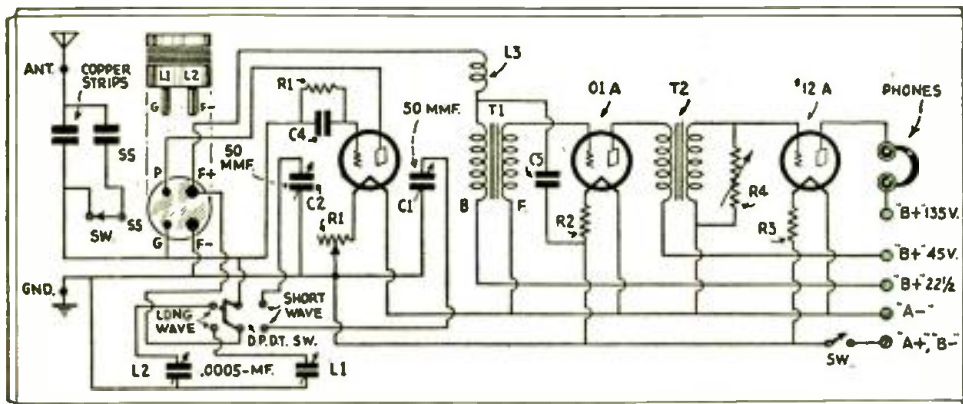 ANT.
COPPER
STRIPS
SS
SS
SW.
L1 L2
G F-
P F+
G F-
50
MMF.
R1
C4
C2
R1
50 MMF.
C1
L3
T1
B F
C5
01 A
R2
T2
R4
'12 A
R3
PHONES
"B+"135V.
"B+"45V.
"B+"22½
"A-"
"A+","B-"
SW
GND.
LONG
WAVE
SHORT
WAVE
D.P.D.T. SW.
L2 .0005-MF. L1